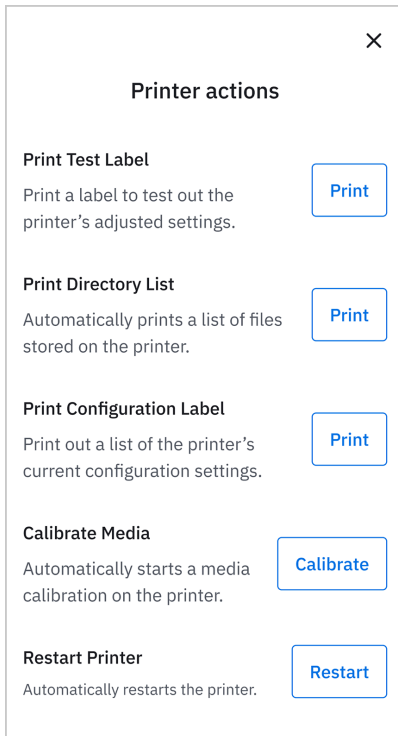 Printer actions
Print Test Label
Print a label to test out the
printer’s adjusted settings.
Print
Print Directory List
Automatically prints a list of files
stored on the printer.
Print
Print Configuration Label
Print out a list of the printer’s
current configuration settings.
Print
Calibrate Media
Automatically starts a media
calibration on the printer.
Calibrate
Restart Printer
Automatically restarts the printer.
Restart